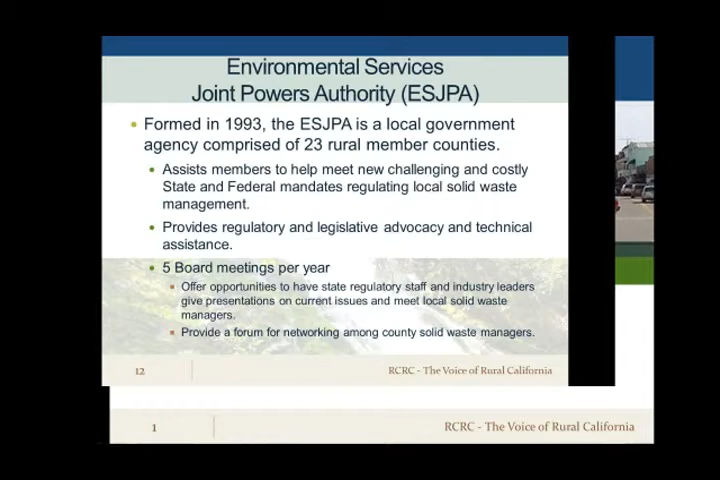 Environmental Services
Joint Powers Authority (ESJPA)
• Formed in 1993, the ESJPA is a local government
agency comprised of 23 rural member counties.
• Assists members to help meet new challenging and costly
State and Federal mandates regulating local solid waste
management.
• Provides regulatory and legislative advocacy and technical
assistance.
• 5 Board meetings per year
Offer opportunities to have state regulatory staff and industry leaders
give presentations on current issues and meet local solid waste
managers.
Provide a forum for networking among county solid waste managers.
12 RCRC - The Voice of Rural California
1 RCRC - The Voice of Rural California